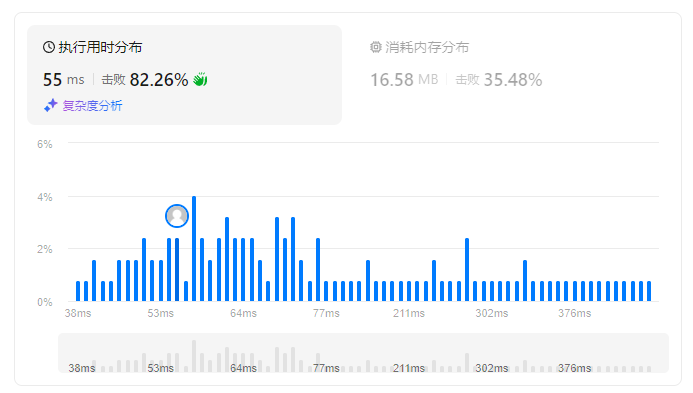 执行用时分布
55 ms 击败 82.26%
复杂度分析
消耗内存分布
16.58 MB 击败 35.48%
6%
4%
2%
0%
38ms 53ms 64ms 77ms 211ms 302ms 376ms
38ms 53ms 64ms 77ms 211ms 302ms 376ms